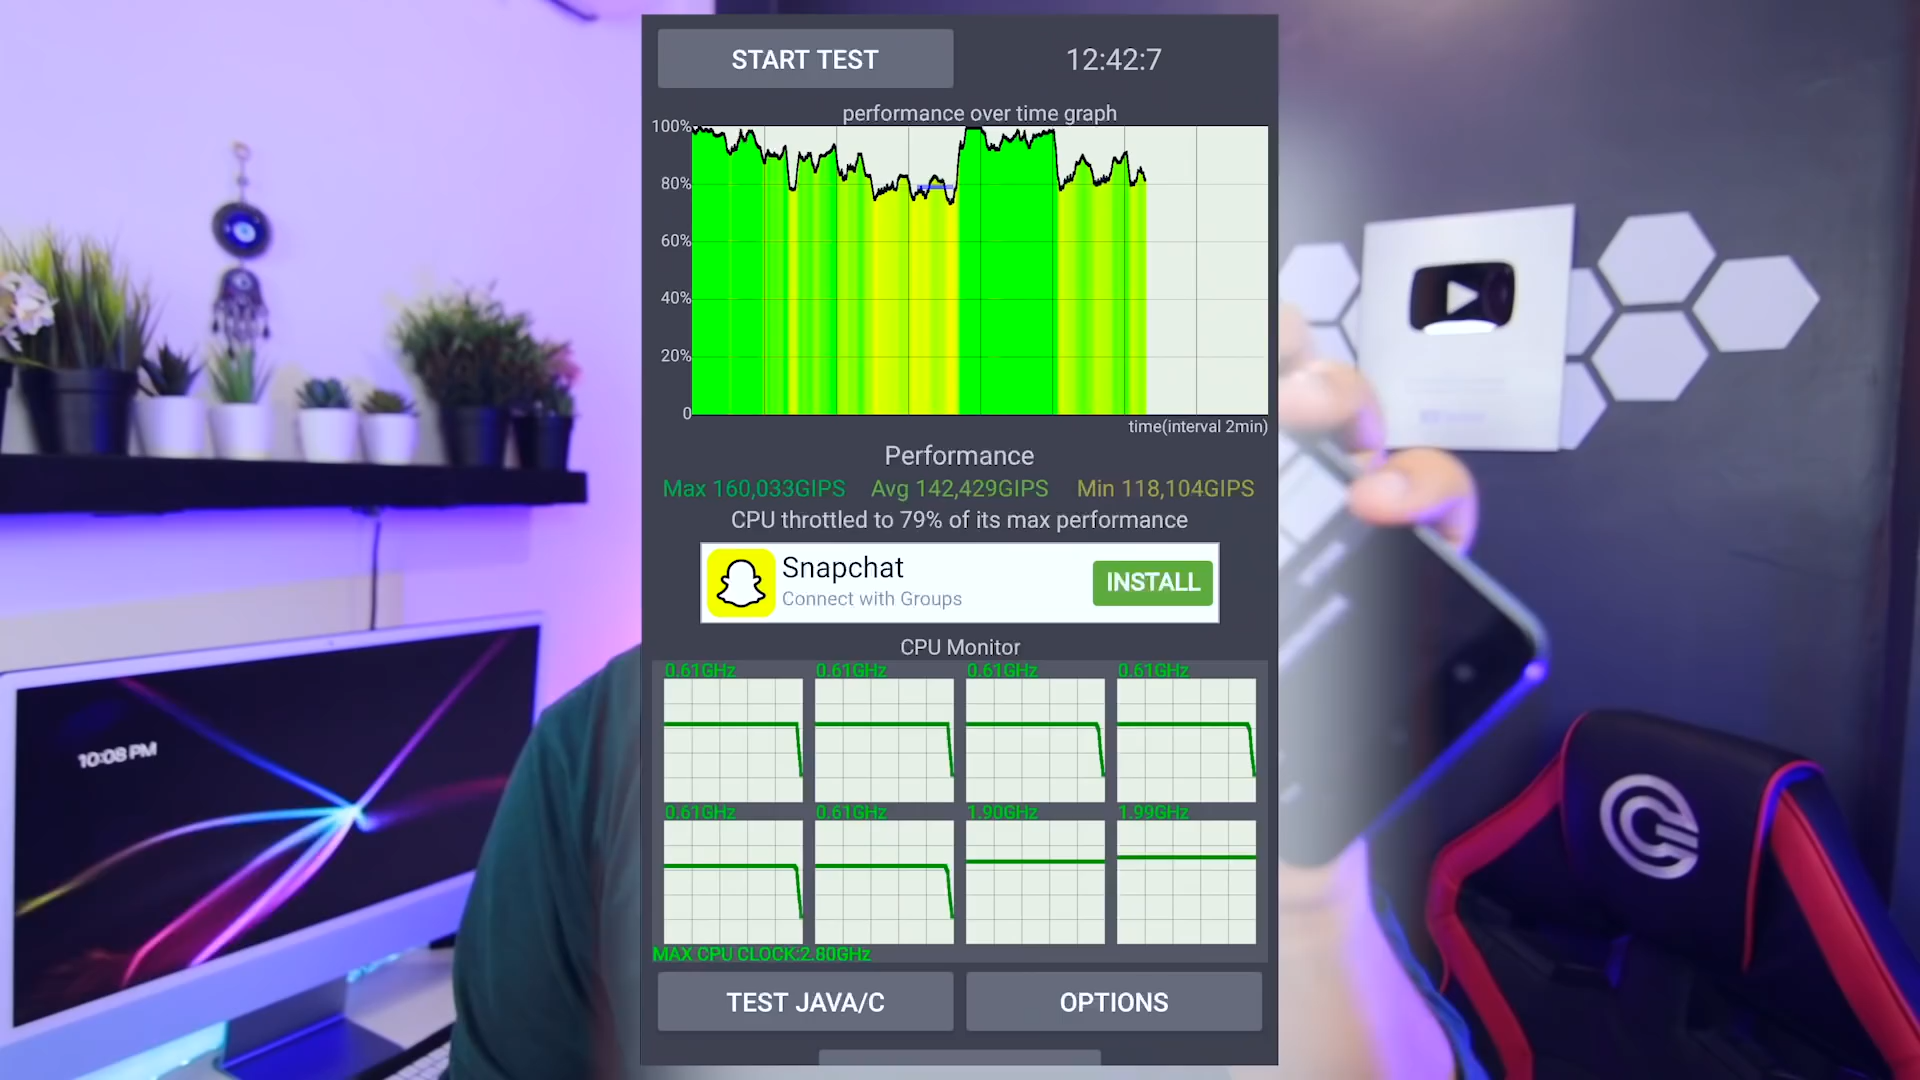 START TEST
12:42:7
performance over time graph
100%
80%
60%
40%
20%
0
time(interval 2min)
Performance
Max 160,033GIPS Avg 142,429GIPS Min 118,104GIPS
CPU throttled to 79% of its max performance
Snapchat
Connect with Groups
INSTALL
CPU Monitor
0.61GHz 0.61GHz 0.61GHz 0.61GHz
0.61GHz 0.61GHz 1.90GHz 1.99GHz
MAX CPU CLOCK:2.80GHz
TEST JAVA/C
OPTIONS
10:08 PM